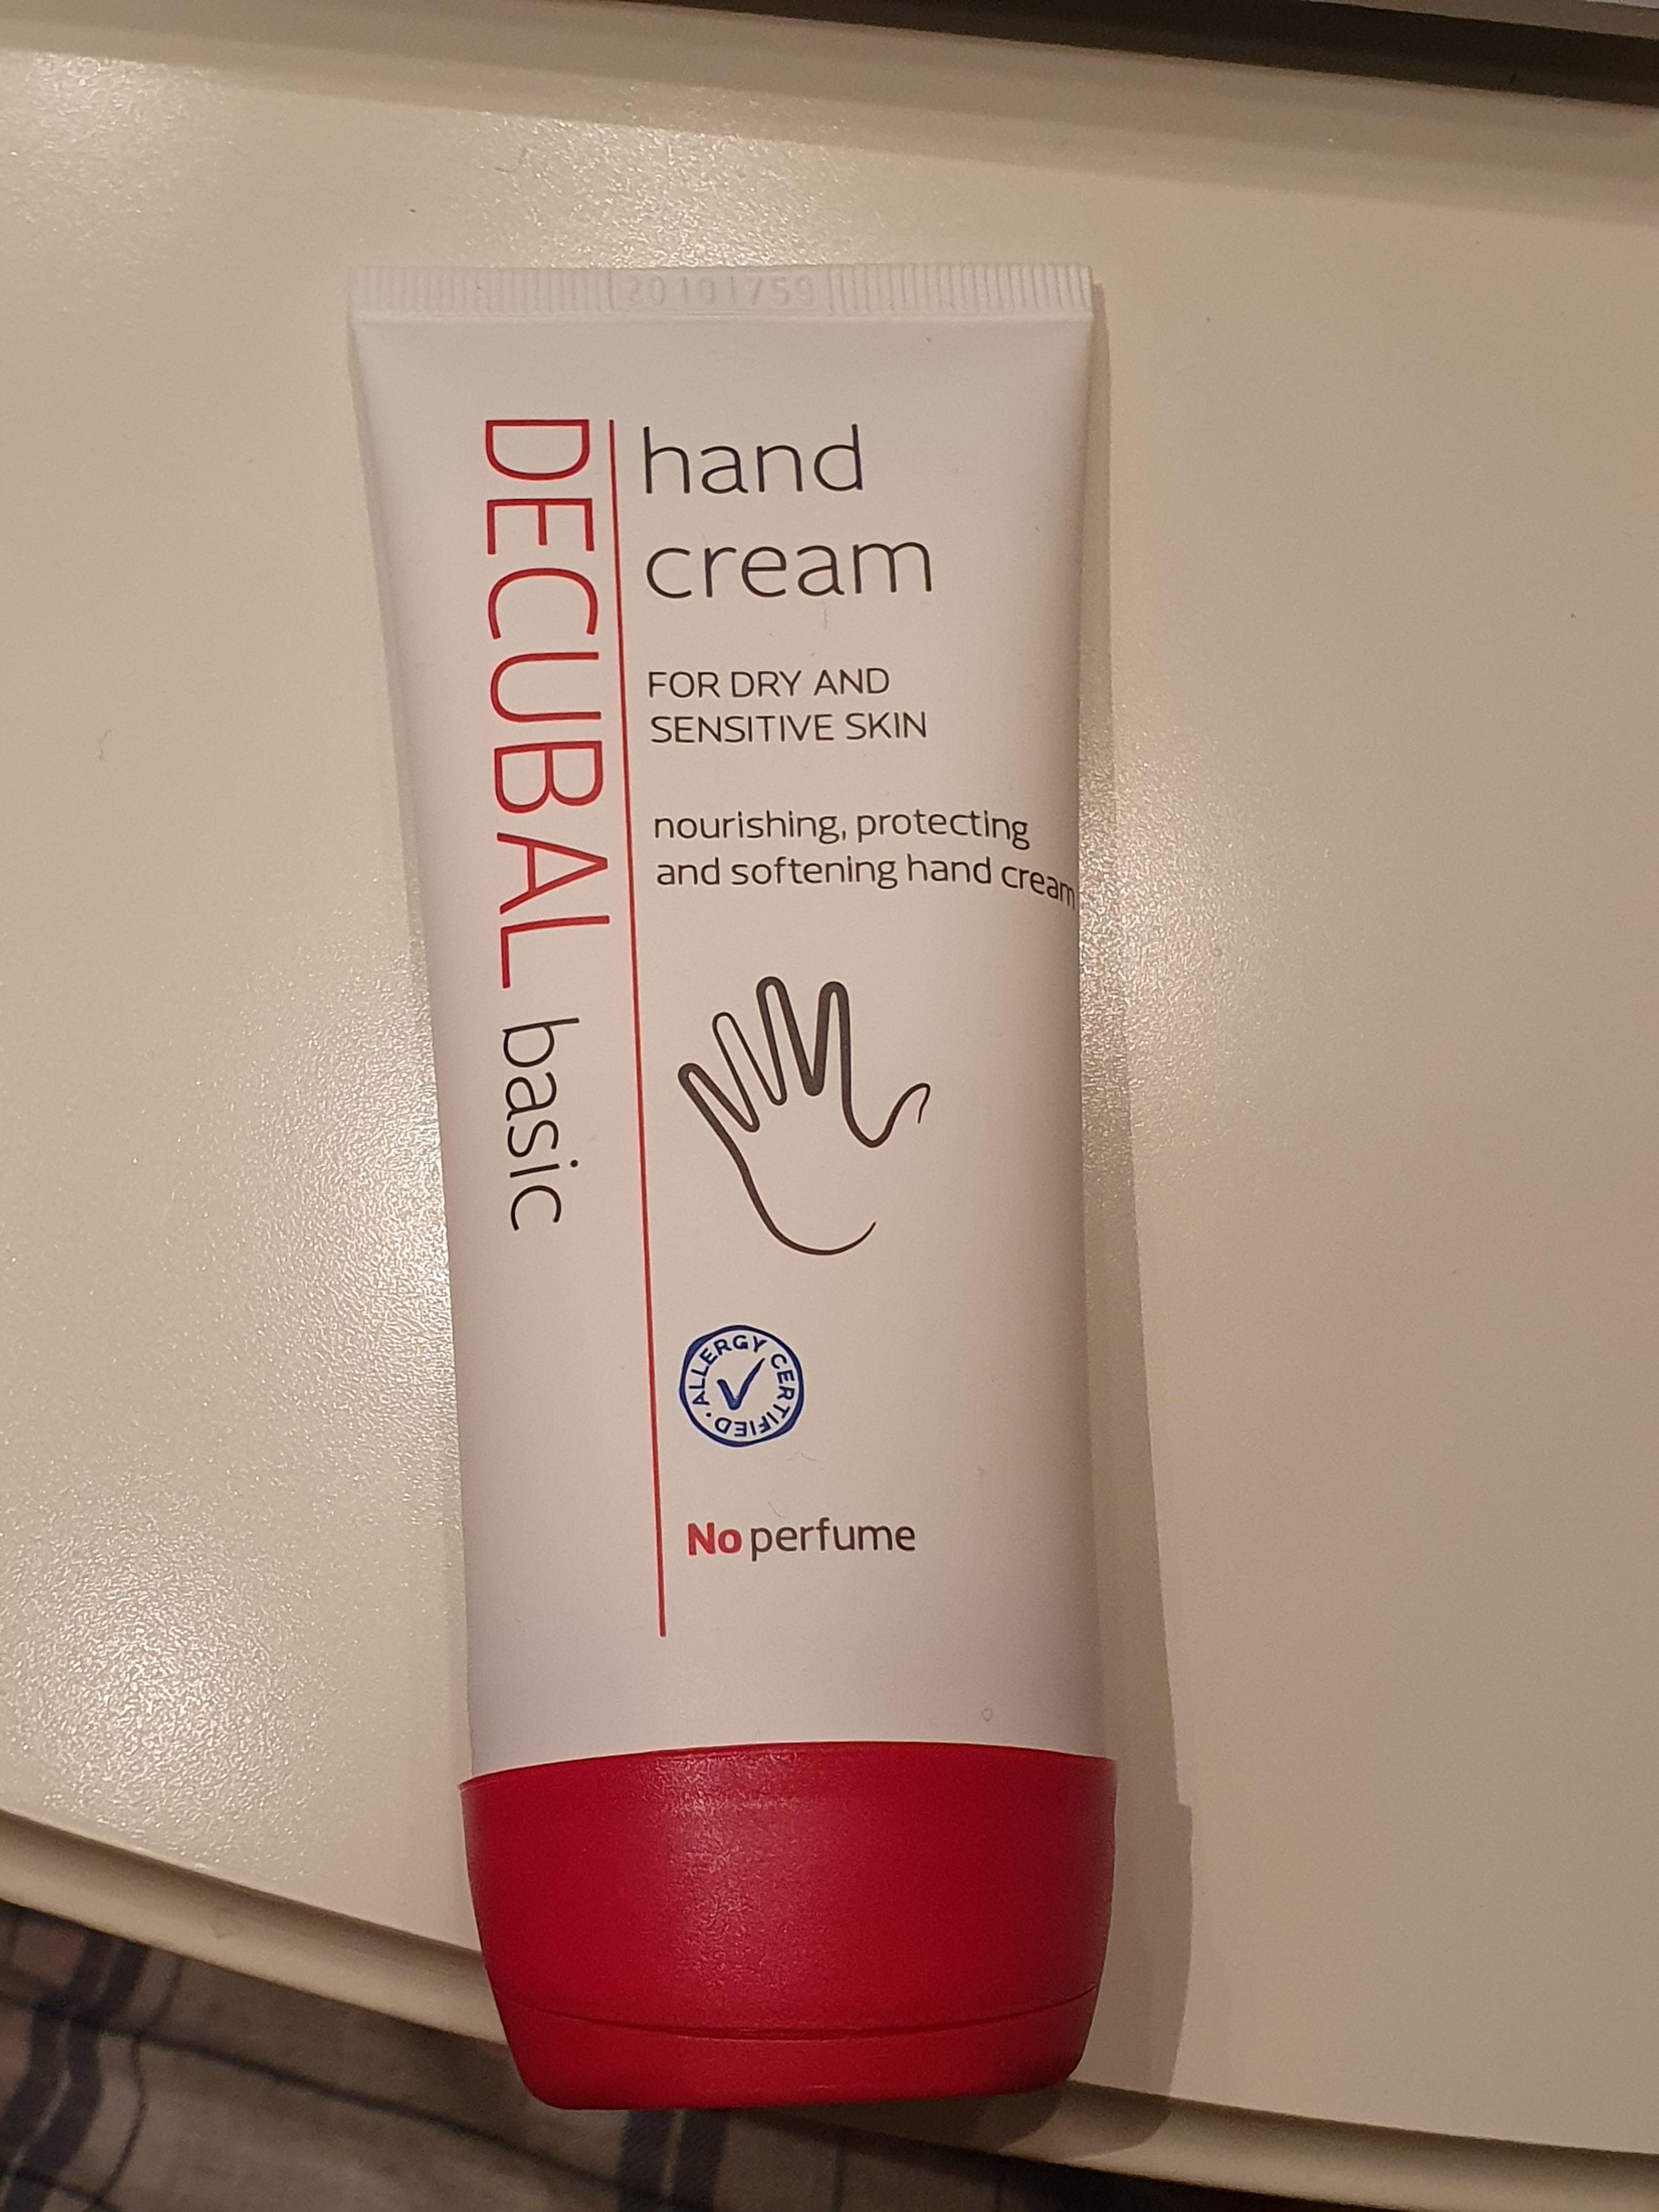 20101759
DECUBAL basic
hand
cream
FOR DRY AND
SENSITIVE SKIN
nourishing, protecting
and softening hand cream
ALLERGY CERTIFIED ·
No perfume